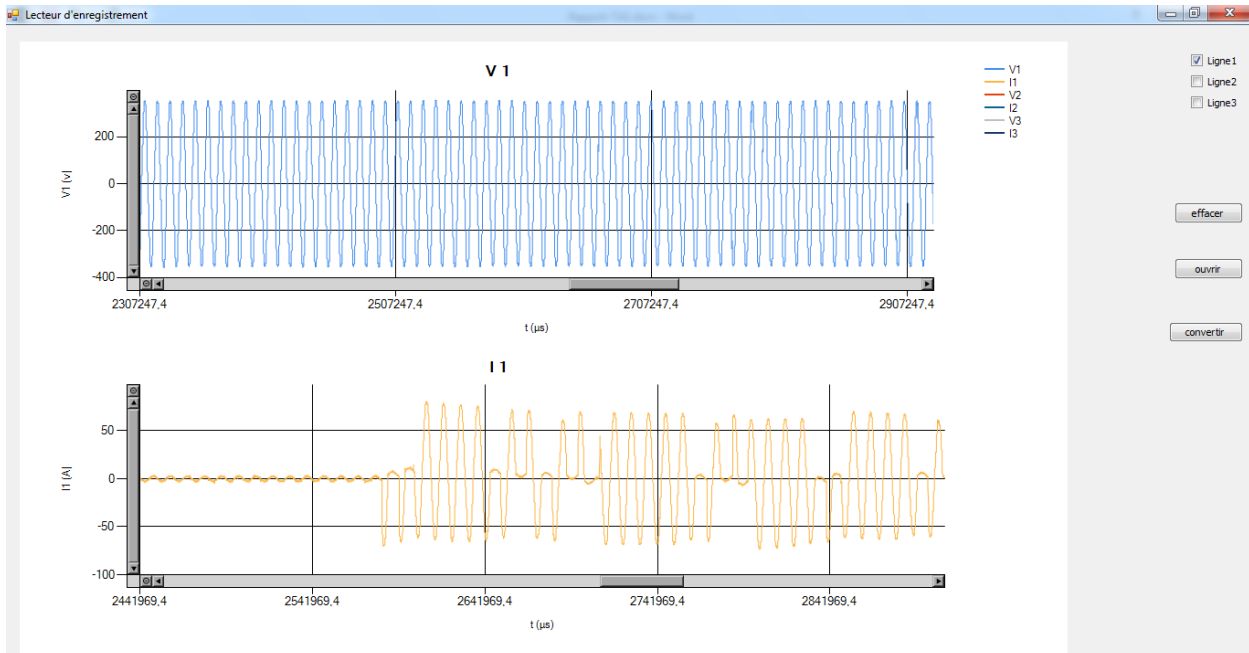 Lecteur d'enregistrement
V 1
V1
I1
V2
I2
V3
I3
Ligne1
Ligne2
Ligne3
effacer
ouvrir
convertir
V1 |v|
200
0
-200
-400
2307247,4
2507247,4
2707247,4
2907247,4
t (µs)
I 1
I1 |A|
50
0
-50
-100
2441969,4
2541969,4
2641969,4
2741969,4
2841969,4
t (µs)